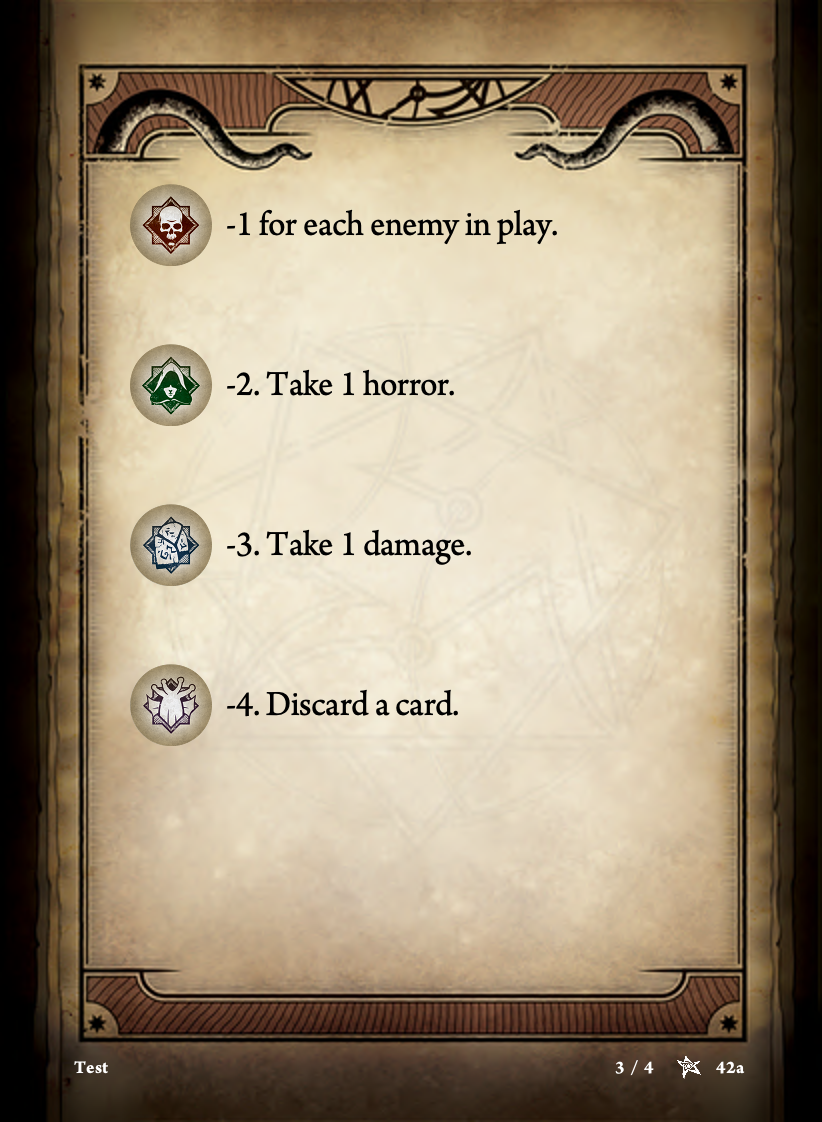 -1 for each enemy in play.
-2. Take 1 horror.
-3. Take 1 damage.
-4. Discard a card.
Test 3 / 4 42a